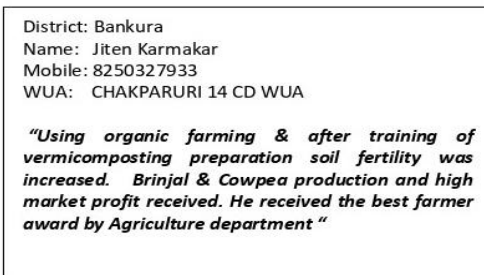 District: Bankura
Name: Jiten Karmakar
Mobile: 8250327933
WUA: CHAKPARURI 14 CD WUA
“Using organic farming & after training of
vermicomposting preparation soil fertility was
increased. Brinjal & Cowpea production and high
market profit received. He received the best farmer
award by Agriculture department “